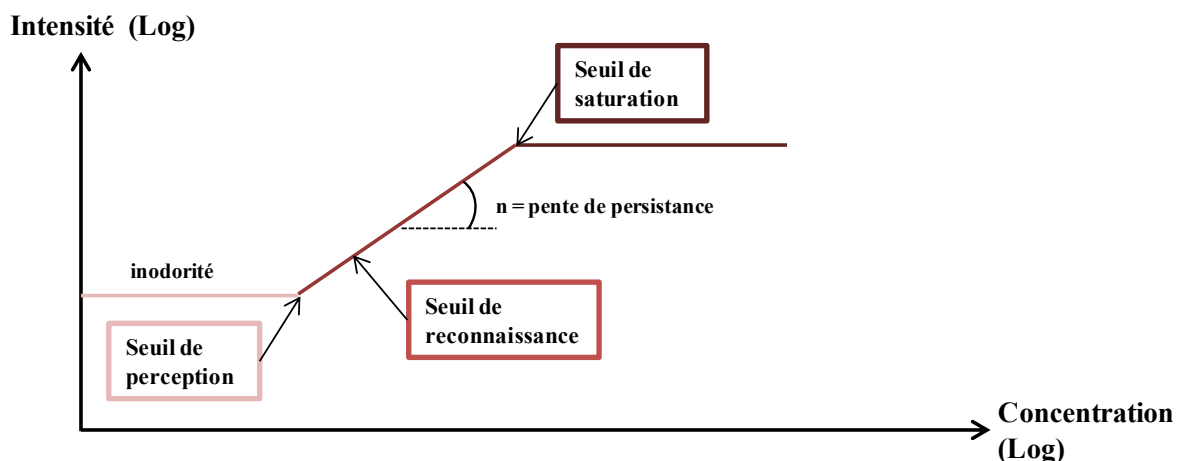 Intensité (Log)
Seuil de
saturation
n = pente de persistance
inodorité
Seuil de
reconnaissance
Seuil de
perception
Concentration
(Log)